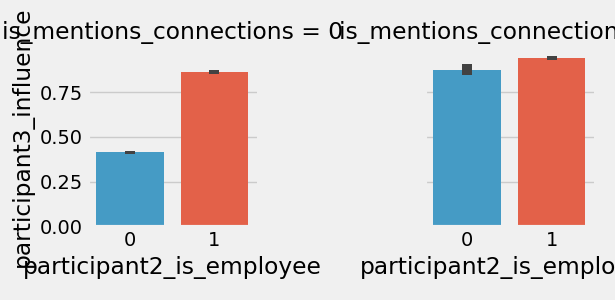 is_mentions_connections = 0
is_mentions_connection
participant3_influence
0.75
0.50
0.25
0.00
0 1
0 1
participant2_is_employee
participant2_is_emplo